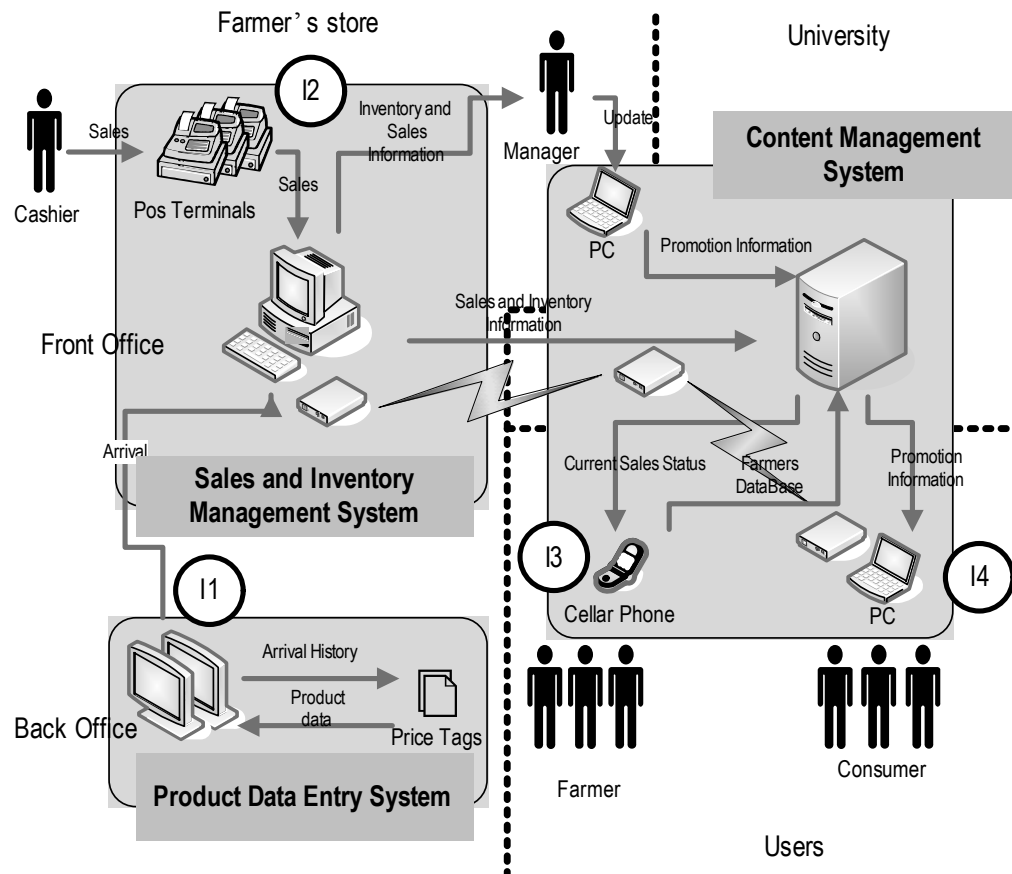 Farmer’s store
University
I2
Inventory and
Sales
Information
Sales
Update
Manager
Content Management
System
Cashier
Pos Terminals
Sales
PC
Promotion Information
Sales and Inventory
Information
Front Office
Arrival
Current Sales Status
Farmers
DataBase
Promotion
Information
Sales and Inventory
Management System
I1
I3
I4
Cellar Phone
PC
Arrival History
Product
data
Price Tags
Back Office
Product Data Entry System
Farmer
Consumer
Users